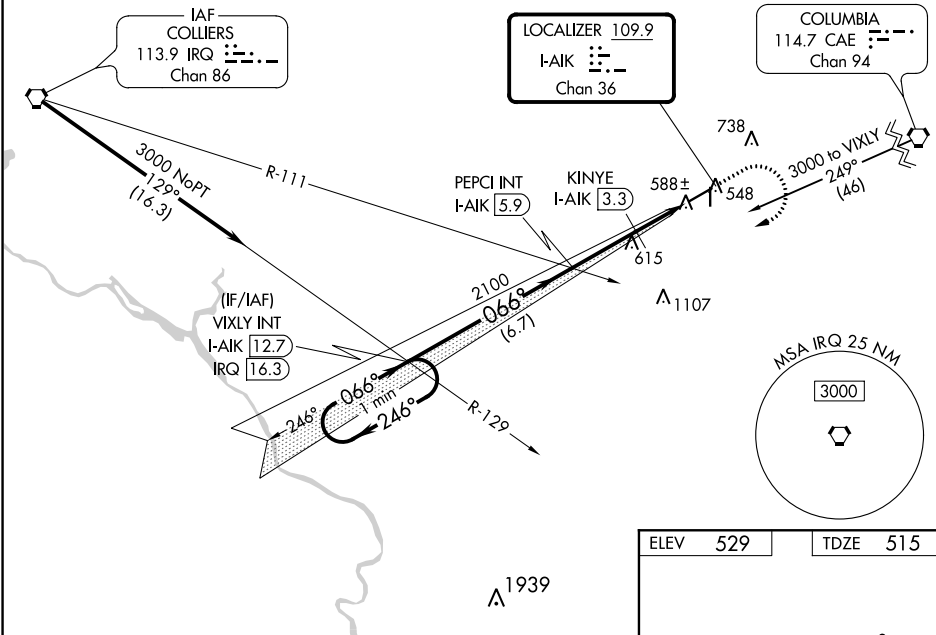 IAF
COLLIERS
113.9 IRQ
Chan 86
LOCALIZER 109.9
I-AIK
Chan 36
COLUMBIA
114.7 CAE
Chan 94
738
3000 to VIXLY
249°
(46)
3000 NoPT
129°
(16.3)
R-111
PEPCI INT
I-AIK 5.9
KINYE
I-AIK 3.3
588±
548
615
1107
2100
066°
(6.7)
(IF/IAF)
VIXLY INT
I-AIK 12.7
IRQ 16.3
246°
066°
1 min
246°
R-129
MSA IRQ 25 NM
3000
1939
ELEV 529
TDZE 515